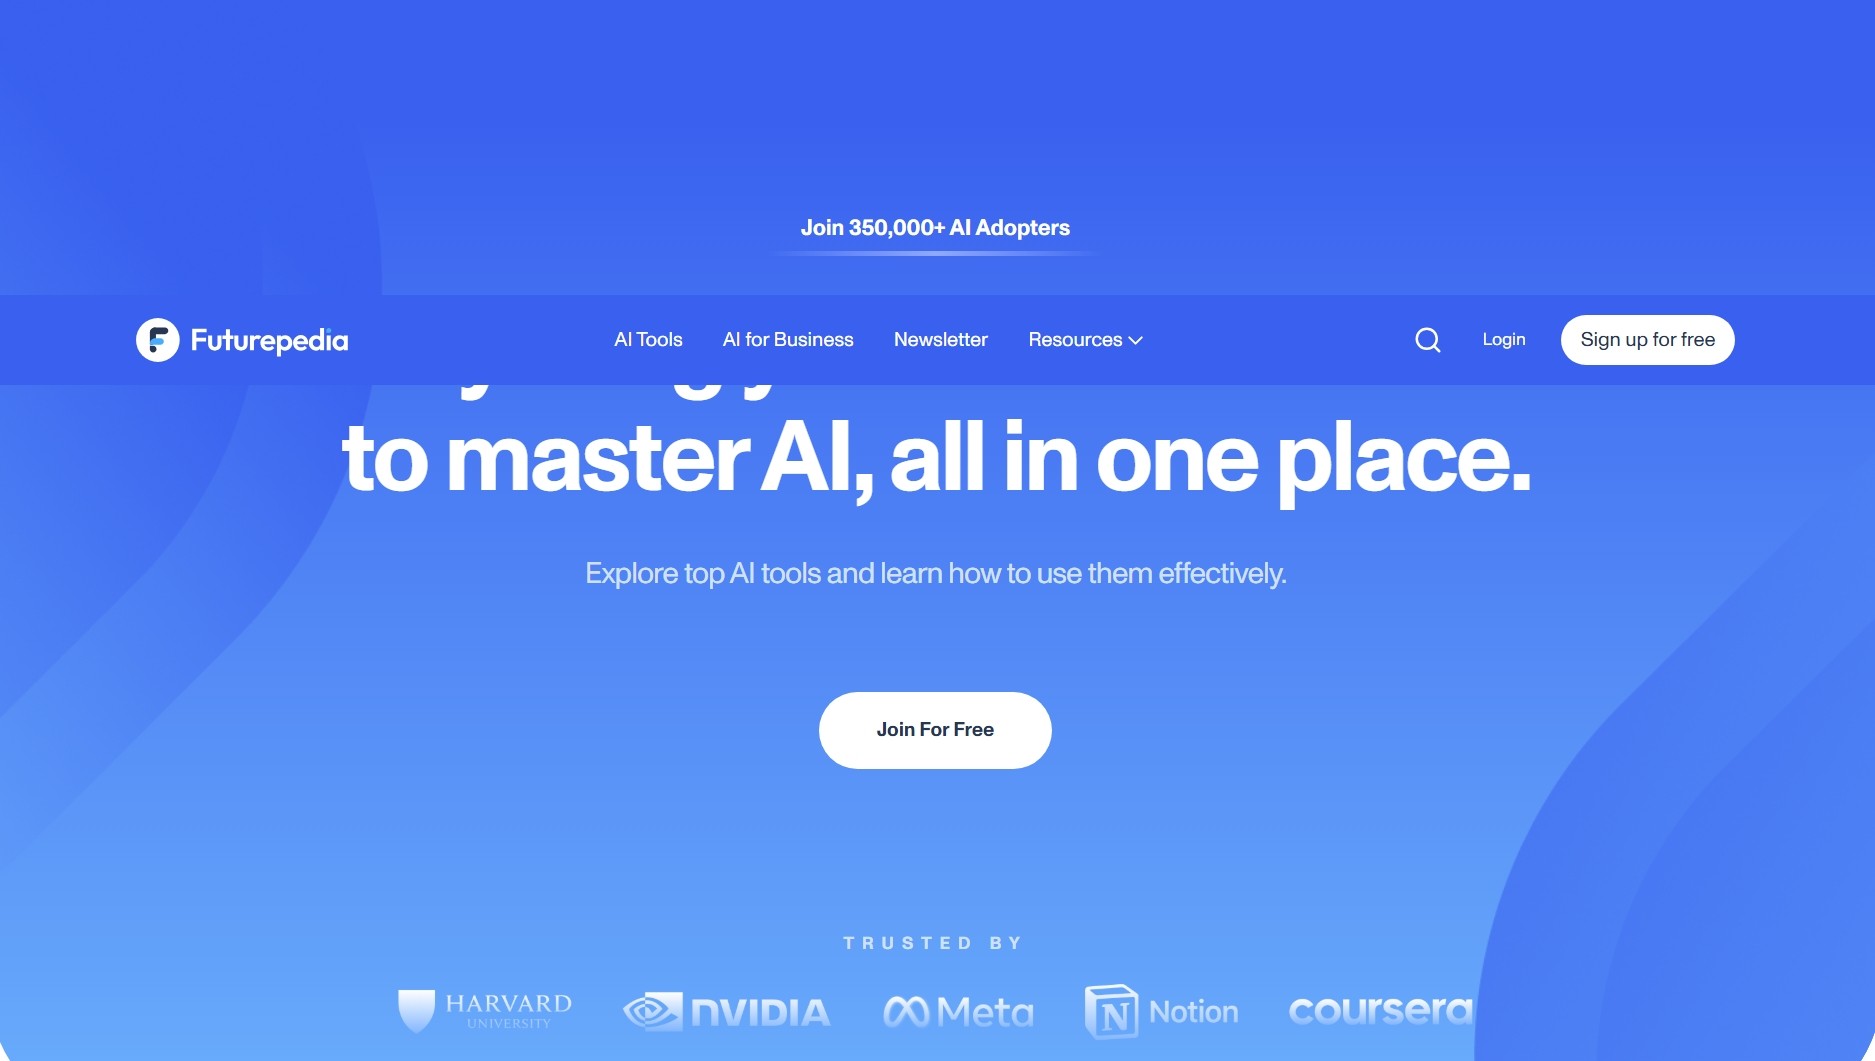 Join 350,000+ AI Adopters
Futurepedia
AI Tools
AI for Business
Newsletter
Resources
Login
Sign up for free
to master AI, all in one place.
Explore top AI tools and learn how to use them effectively.
Join For Free
TRUSTED BY
HARVARD
UNIVERSITY
NVIDIA
Meta
Notion
coursera